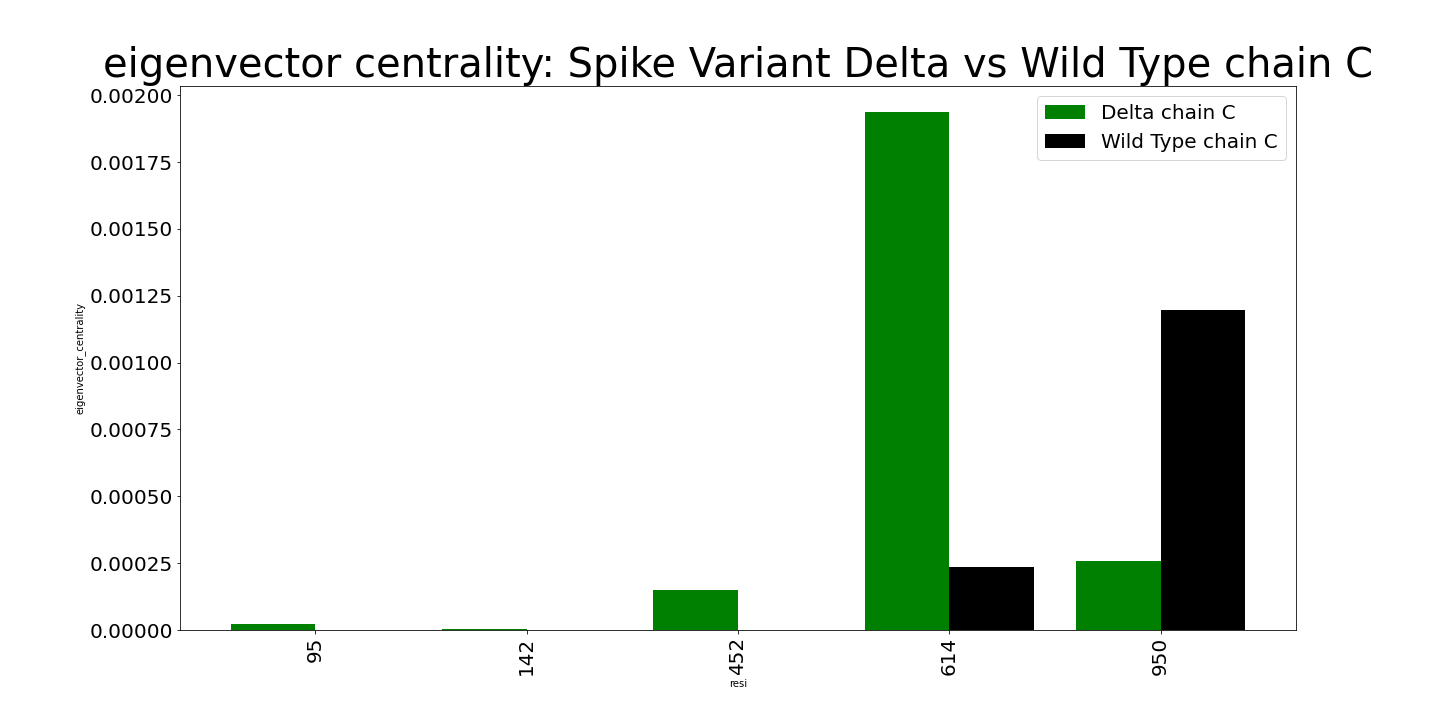 eigenvector centrality: Spike Variant Delta vs Wild Type chain C
Delta chain C
Wild Type chain C
0.00200
0.00175
0.00150
0.00125
0.00100
0.00075
0.00050
0.00025
0.00000
eigenvector_centrality
95
142
452
614
950
resi